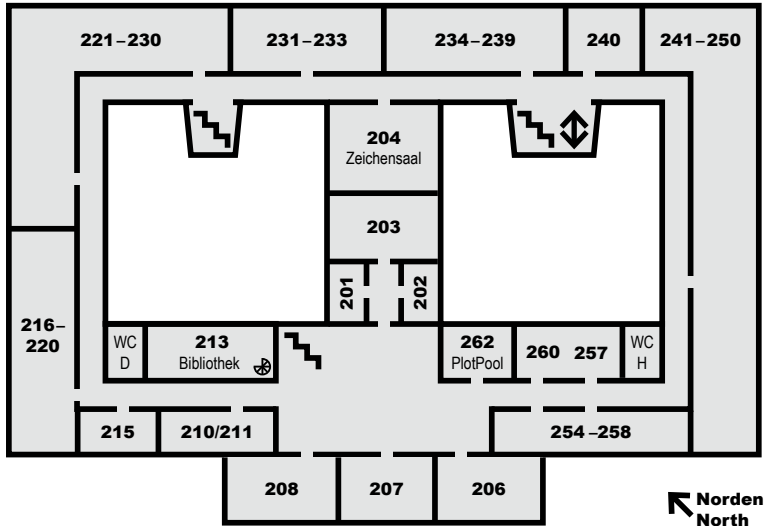 221–230
231–233
234–239
240
241–250
204
Zeichensaal
203
201
202
216–
220
WC
D
213
Bibliothek
262
PlotPool
260 257
WC
H
215
210/211
254–258
208
207
206
Norden
North